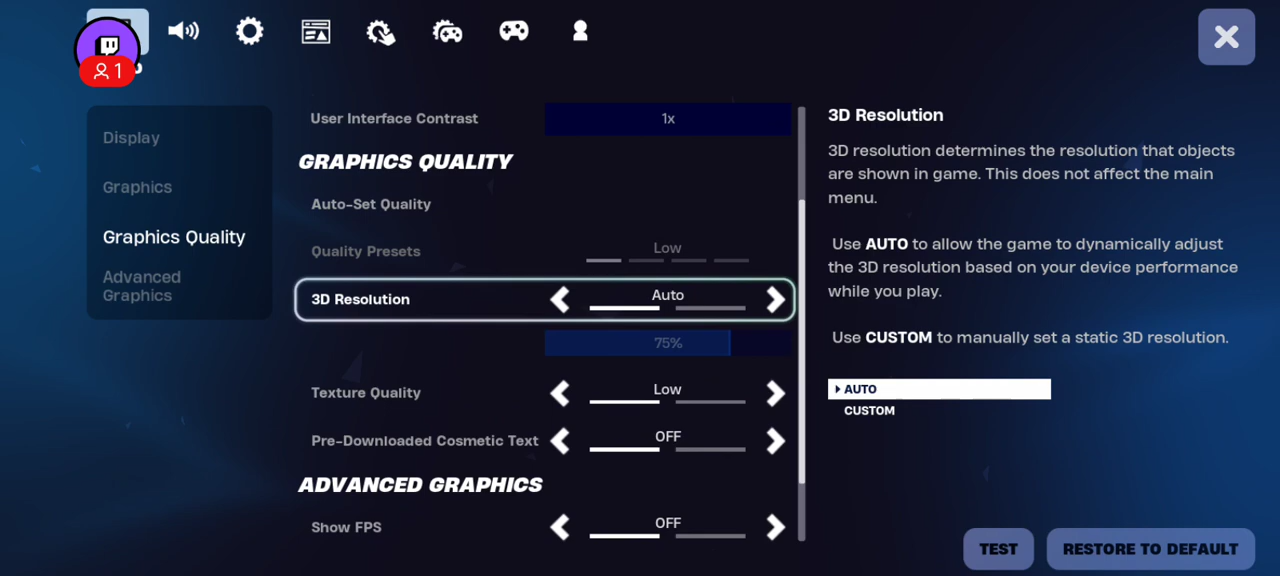 1
Display
Graphics
Graphics Quality
Advanced
Graphics
User Interface Contrast
1x
GRAPHICS QUALITY
Auto-Set Quality
Quality Presets
Low
3D Resolution
Auto
75%
Texture Quality
Low
Pre-Downloaded Cosmetic Text
OFF
ADVANCED GRAPHICS
Show FPS
OFF
3D Resolution
3D resolution determines the resolution that objects
are shown in game. This does not affect the main
menu.
Use AUTO to allow the game to dynamically adjust
the 3D resolution based on your device performance
while you play.
Use CUSTOM to manually set a static 3D resolution.
AUTO
CUSTOM
TEST
RESTORE TO DEFAULT